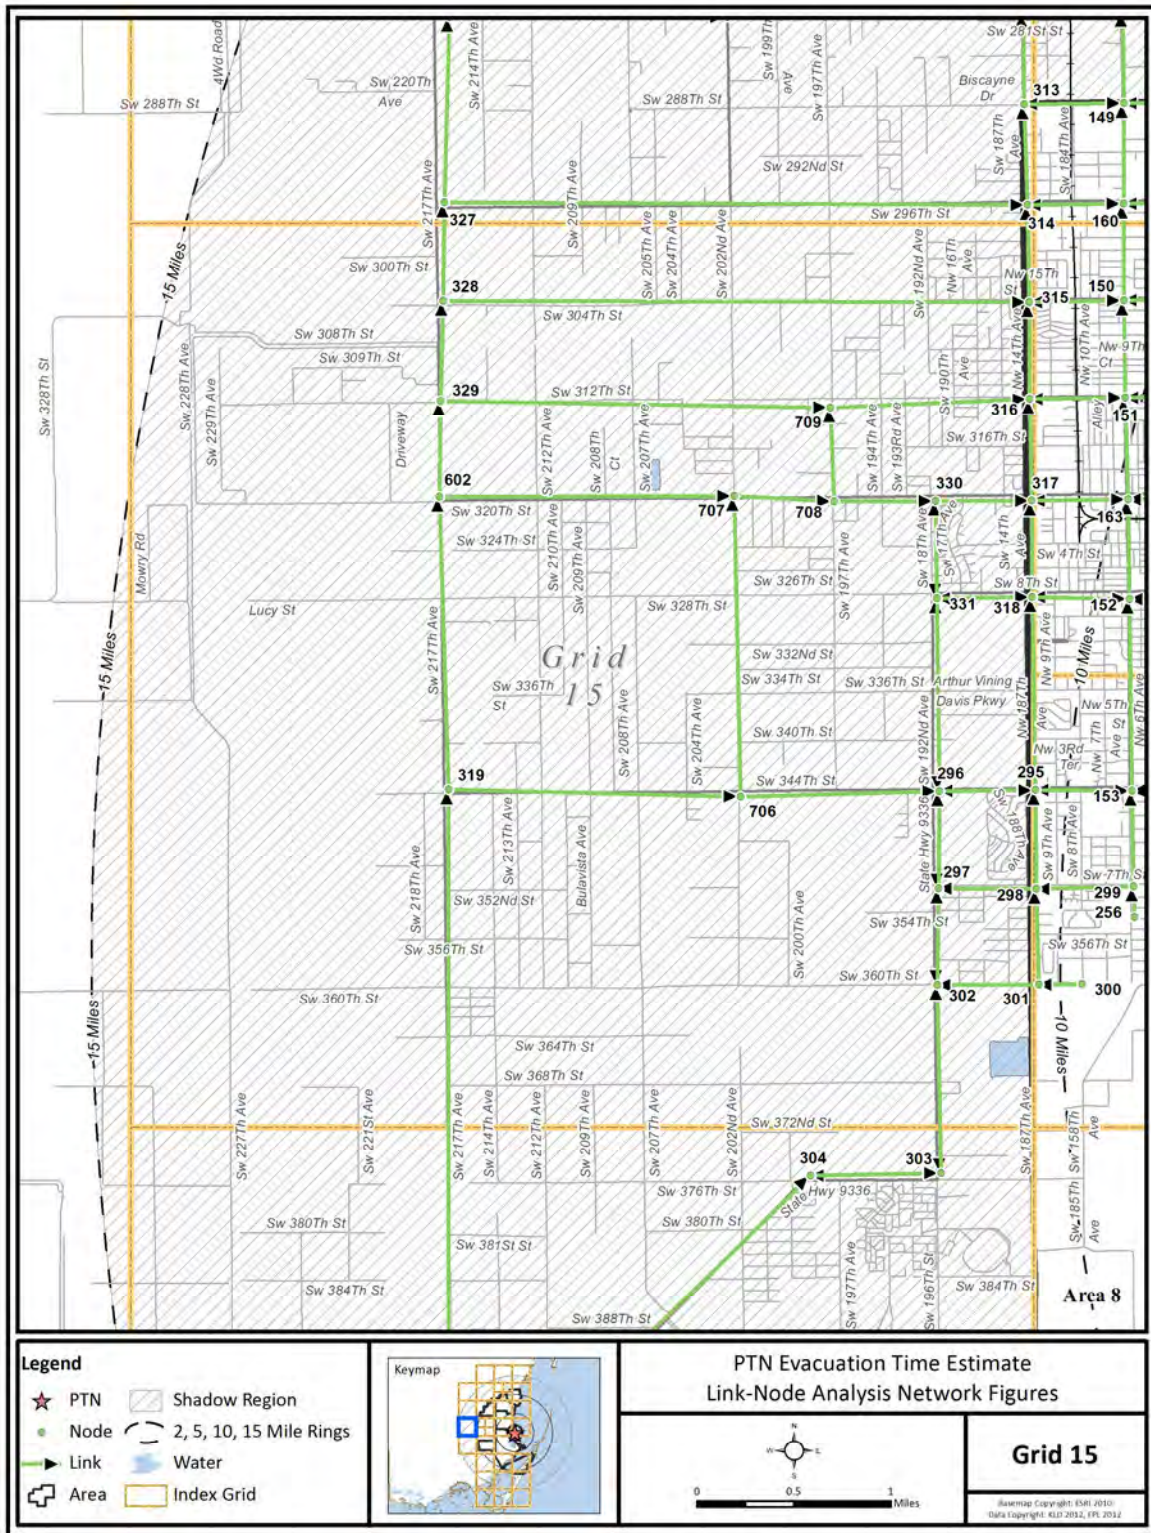 Sw 281St St
4Wd Road
Sw 214Th Ave
Sw 199Th
Ave
Sw 197Th Ave
Sw 220Th
Ave
Biscayne
Dr
313
Sw 288Th St
Sw 288Th St
149
Sw 187Th
Ave
Sw 184Th Ave
Sw 292Nd St
Sw 217Th Ave
Sw 209Th Ave
327
Sw 296Th St
314
160
15 Miles
Sw 300Th St
Sw 205Th Ave
Sw 204Th Ave
Sw 202Nd Ave
Sw 192Nd Ave
Nw 16Th
Ave
Nw 15Th
St
328
315
150
Sw 304Th St
Sw 308Th St
Sw 309Th St
Nw 14Th Ave
Nw 10Th Ave
Nw 9Th
Ct
Sw 328Th St
Sw 228Th Ave
Sw 229Th Ave
329
Sw 312Th St
Sw 190Th
Ave
709
316
151
Driveway
Sw 212Th Ave
Sw 208Th
Ct
Sw 207Th Ave
Sw 194Th Ave
Sw 193Rd Ave
Sw 316Th St
Alley
602
330
317
Sw 320Th St
707
708
163
Sw 324Th St
Sw 210Th Ave
Sw 209Th Ave
Sw 197Th Ave
Sw 18Th Ave
Sw 17Th Ave
Sw 14Th
Ave
Sw 4Th St
Mowry Rd
Sw 326Th St
Sw 8Th St
Lucy St
Sw 328Th St
331
318
152
15 Miles
Sw 217Th Ave
Grid
15
Sw 332Nd St
Sw 334Th St
Sw 336Th St
Arthur Vining
Davis Pkwy
Nw 9Th Ave
10 Miles
Sw 336Th
St
Sw 208Th Ave
Sw 204Th Ave
Sw 340Th St
Sw 192Nd Ave
Nw 187Th
Ave
Nw 5Th
St
Nw 7Th
Ave
Nw 6Th Ave
Nw 3Rd
Ter
319
Sw 344Th St
296
295
706
153
Sw 213Th Ave
Bulavista Ave
State Hwy 9336
Sw 188Th Ave
Sw 9Th Ave
Sw 8Th Ave
Sw 218Th Ave
297
298
Sw 7Th St
299
Sw 352Nd St
256
Sw 354Th St
Sw 356Th St
Sw 200Th Ave
Sw 356Th St
Sw 360Th St
Sw 360Th St
302
301
300
15 Miles
10 Miles
Sw 364Th St
Sw 368Th St
Sw 227Th Ave
Sw 221St Ave
Sw 217Th Ave
Sw 214Th Ave
Sw 212Th Ave
Sw 209Th Ave
Sw 207Th Ave
Sw 202Nd Ave
Sw 372Nd St
Sw 187Th Ave
Sw 158Th
Ave
304
303
Sw 376Th St
State Hwy 9336
Sw 185Th
Ave
Sw 380Th St
Sw 380Th St
Sw 381St St
Sw 197Th Ave
Sw 196Th St
Sw 384Th St
Sw 384Th St
Sw 388Th St
Area 8
Legend
PTN
Shadow Region
Node
2, 5, 10, 15 Mile Rings
Link
Water
Area
Index Grid
Keymap
PTN Evacuation Time Estimate
Link-Node Analysis Network Figures
N
W
E
S
0
0.5
1
Miles
Grid 15
Basemap Copyright: ESRI 2010
Data Copyright: KLD 2012, FPL 2012